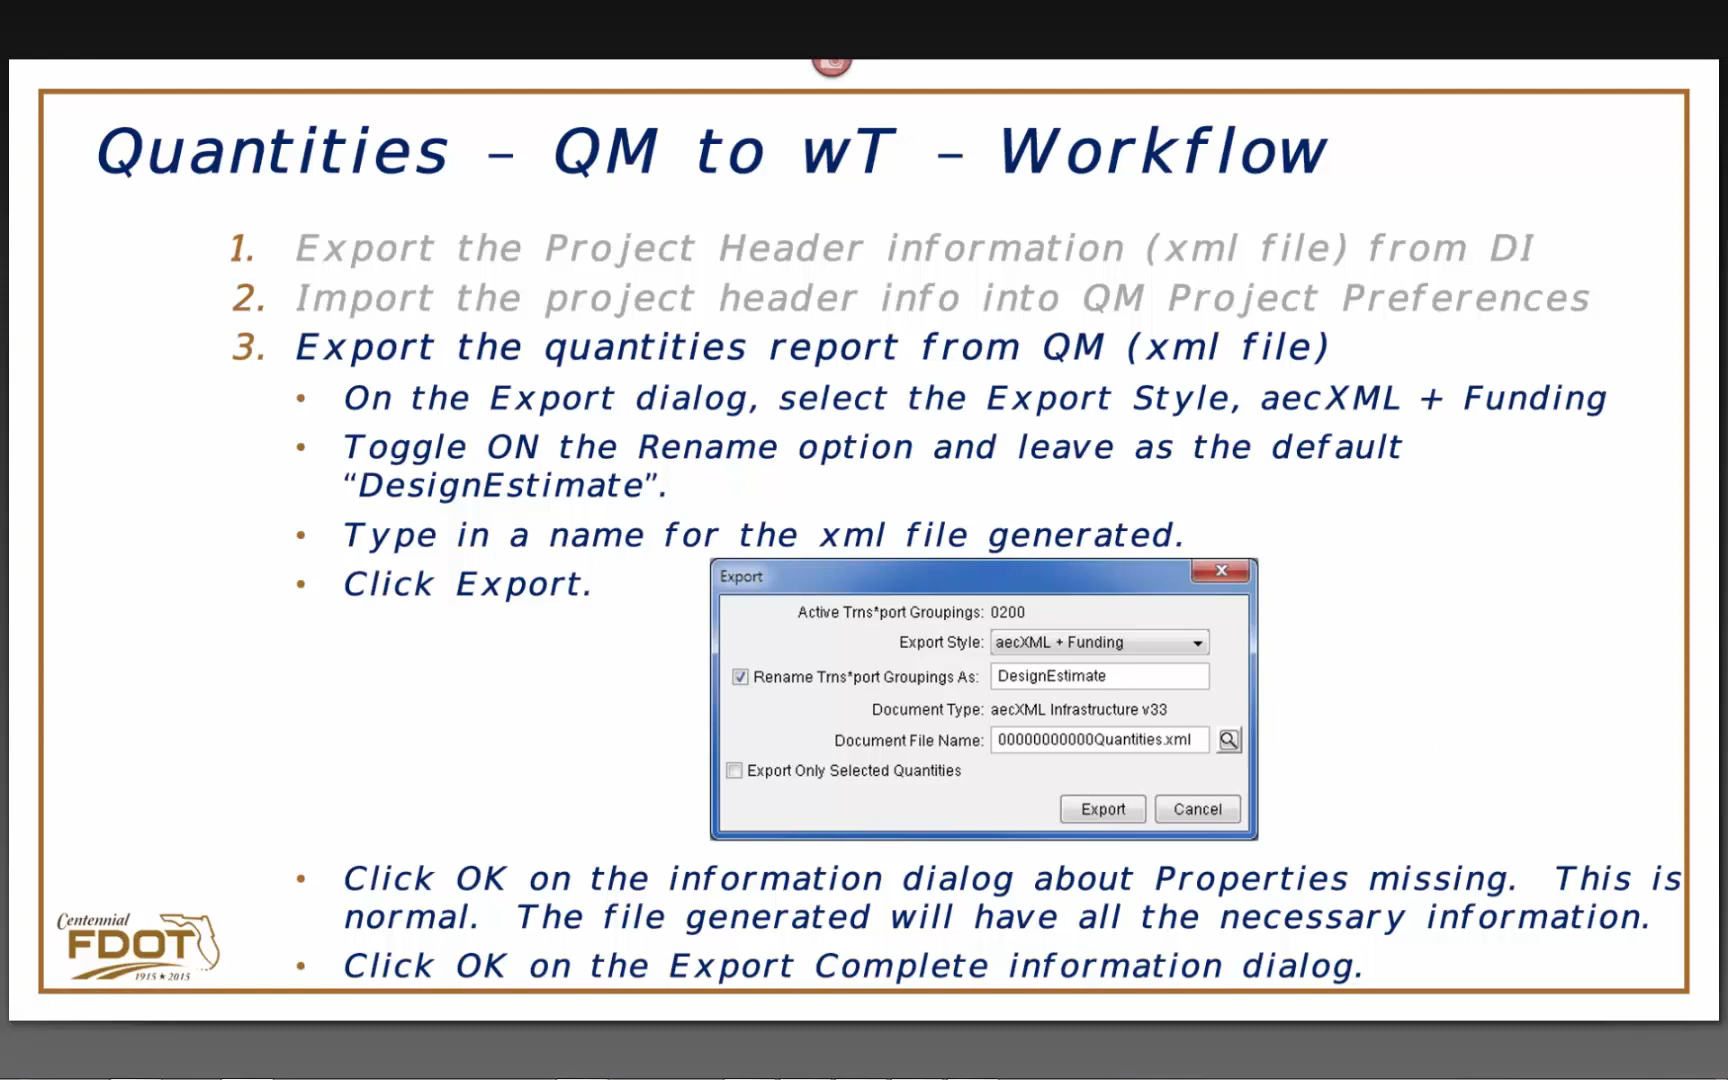 Quantities – QM to wT – Workflow
1. Export the Project Header information (xml file) from DI
2. Import the project header info into QM Project Preferences
3. Export the quantities report from QM (xml file)
• On the Export dialog, select the Export Style, aecXML + Funding
• Toggle ON the Rename option and leave as the default
“DesignEstimate”.
• Type in a name for the xml file generated.
• Click Export.
Export
Active Trns*port Groupings: 0200
Export Style: aecXML + Funding
Rename Trns*port Groupings As: DesignEstimate
Document Type: aecXML Infrastructure v33
Document File Name: 00000000000Quantities.xml
Export Only Selected Quantities
Export Cancel
• Click OK on the information dialog about Properties missing. This is
normal. The file generated will have all the necessary information.
• Click OK on the Export Complete information dialog.
Centennial
FDOT
1915★2015